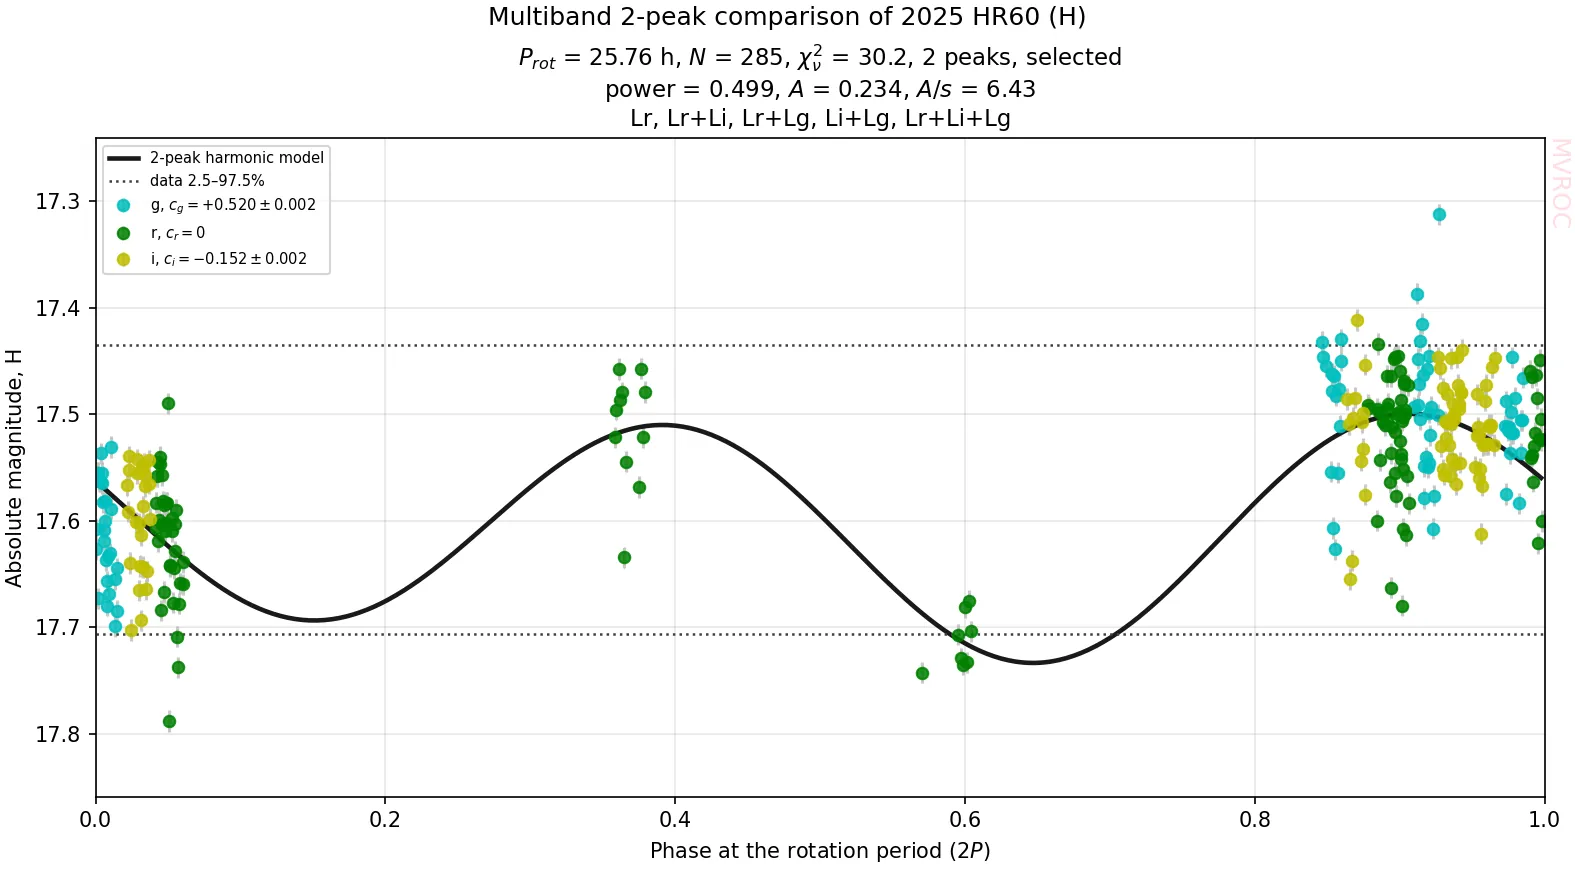 Multiband 2-peak comparison of 2025 HR60 (H)
P_rot = 25.76 h, N = 285, χ²_ν = 30.2, 2 peaks, selected
power = 0.499, A = 0.234, A/s = 6.43
Lr, Lr+Li, Lr+Lg, Li+Lg, Lr+Li+Lg
2-peak harmonic model
data 2.5–97.5%
g, c_g = +0.520 ± 0.002
r, c_r = 0
i, c_i = −0.152 ± 0.002
MVROC
Absolute magnitude, H
17.3
17.4
17.5
17.6
17.7
17.8
0.0 0.2 0.4 0.6 0.8 1.0
Phase at the rotation period (2P)